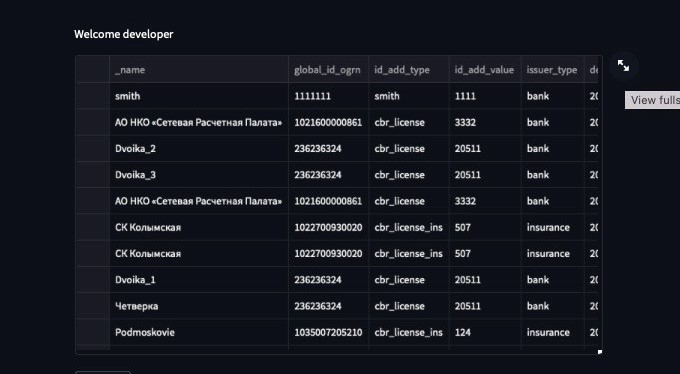 Welcome developer
_name global_id_ogrn id_add_type id_add_value issuer_type de
smith 1111111 smith 1111 bank 20
АО НКО «Сетевая Расчетная Палата» 1021600000861 cbr_license 3332 bank 20
Dvoika_2 236236324 cbr_license 20511 bank 20
Dvoika_3 236236324 cbr_license 20511 bank 20
АО НКО «Сетевая Расчетная Палата» 1021600000861 cbr_license 3332 bank 20
СК Колымская 1022700930020 cbr_license_ins 507 insurance 20
СК Колымская 1022700930020 cbr_license_ins 507 insurance 20
Dvoika_1 236236324 cbr_license 20511 bank 20
Четверка 236236324 cbr_license 20511 bank 20
Podmoskovie 1035007205210 cbr_license_ins 124 insurance 20
View fulls